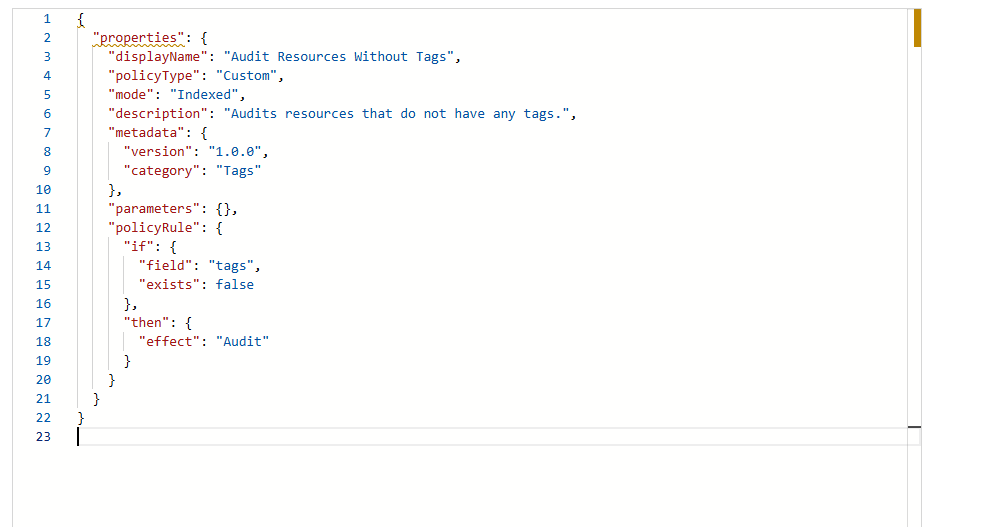 1 {
2   "properties": {
3     "displayName": "Audit Resources Without Tags",
4     "policyType": "Custom",
5     "mode": "Indexed",
6     "description": "Audits resources that do not have any tags.",
7     "metadata": {
8       "version": "1.0.0",
9       "category": "Tags"
10     },
11     "parameters": {},
12     "policyRule": {
13       "if": {
14         "field": "tags",
15         "exists": false
16       },
17       "then": {
18         "effect": "Audit"
19       }
20     }
21   }
22 }
23